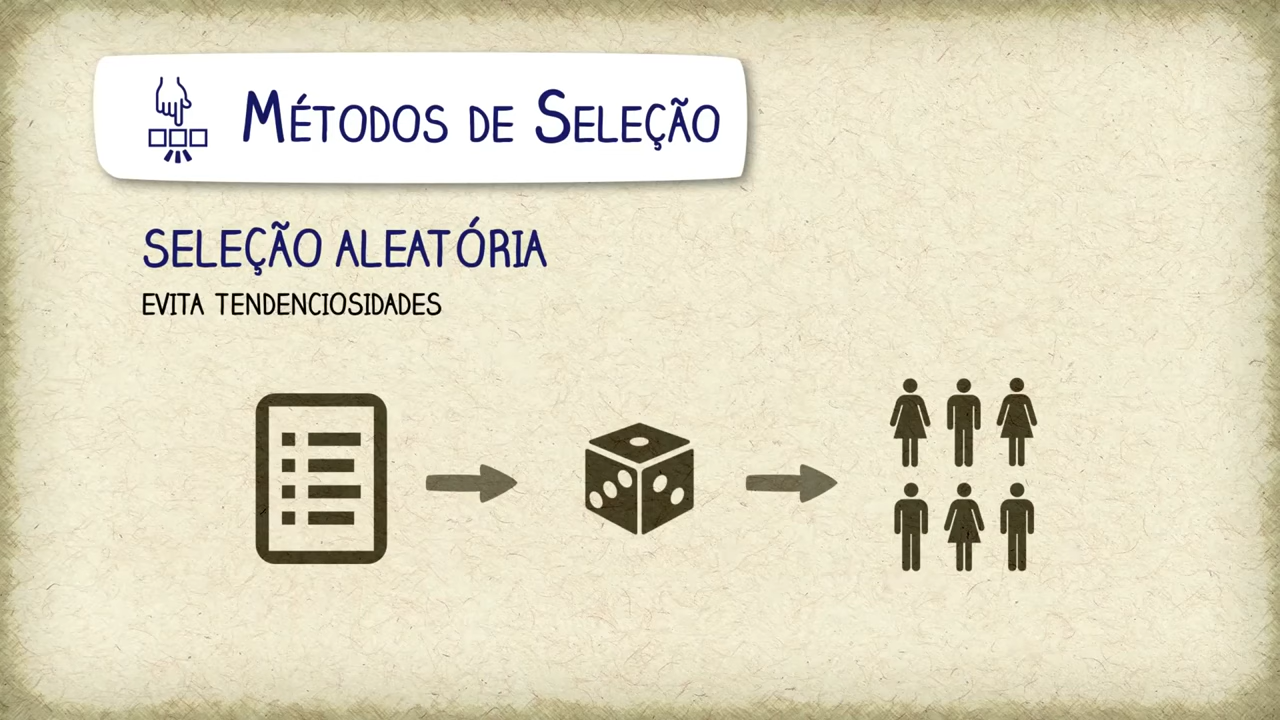 MÉTODOS DE SELEÇÃO
SELEÇÃO ALEATÓRIA
EVITA TENDENCIOSIDADES